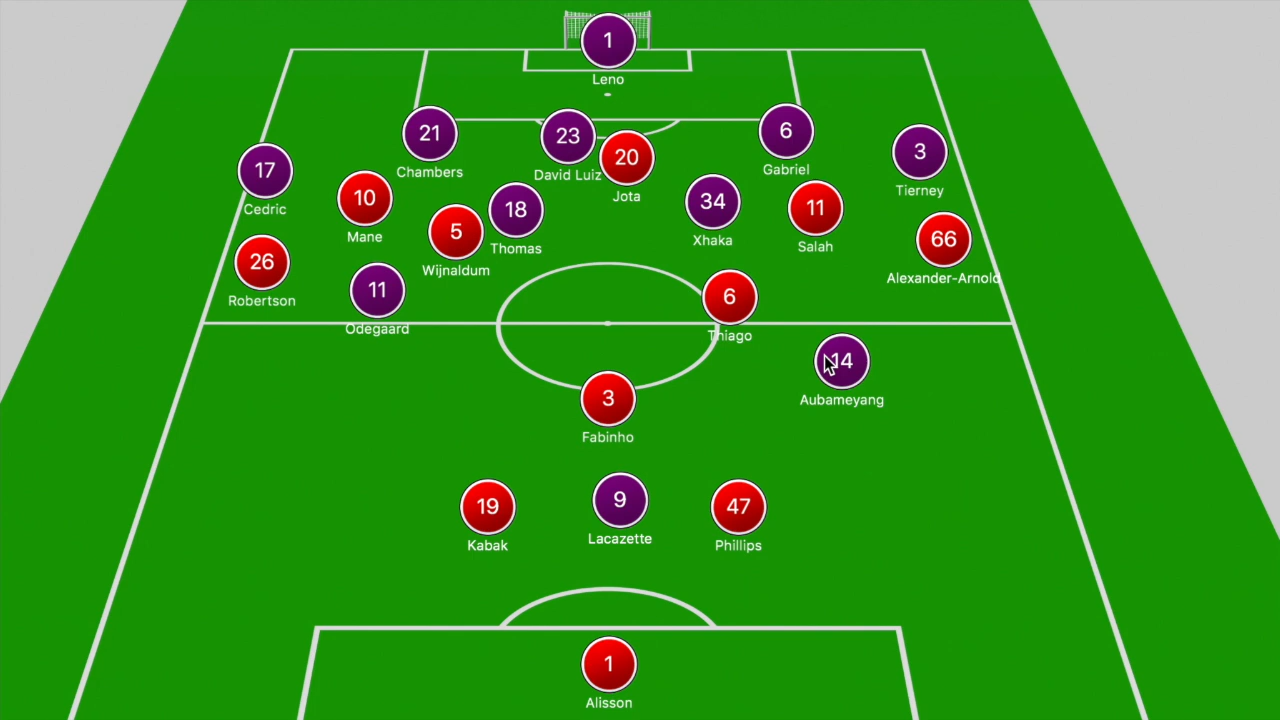 1
Leno
21
Chambers
23
David Luiz
6
Gabriel
3
Tierney
17
Cedric
20
Jota
10
Mane
18
Thomas
34
Xhaka
11
Salah
5
Wijnaldum
66
Alexander-Arnold
26
Robertson
11
Odegaard
6
Thiago
14
Aubameyang
3
Fabinho
19
Kabak
9
Lacazette
47
Phillips
1
Alisson